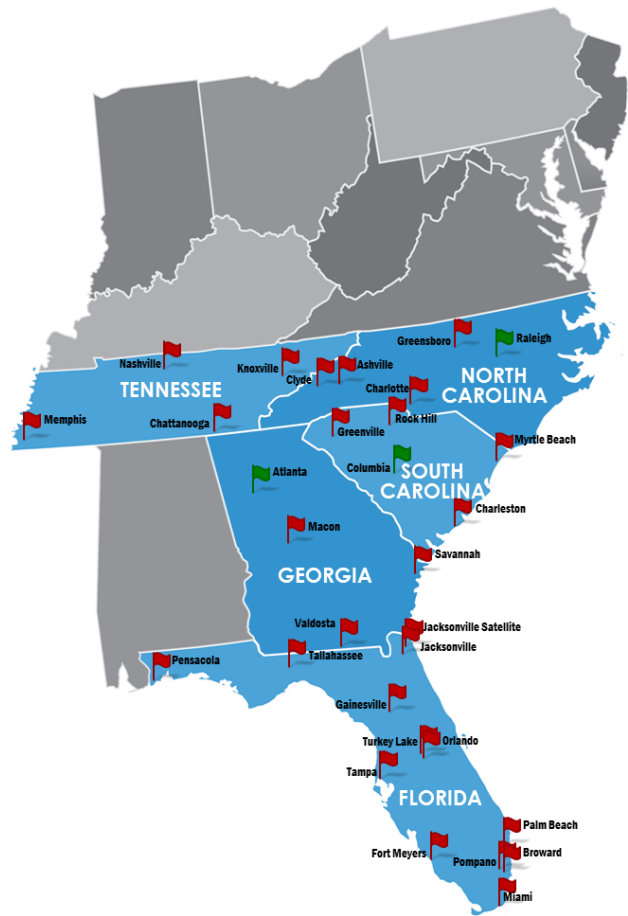 Greensboro
Raleigh
Nashville
Knoxville
Ashville
Clyde
TENNESSEE
NORTH
CAROLINA
Charlotte
Memphis
Chattanooga
Rock Hill
Greenville
Myrtle Beach
Columbia
Atlanta
SOUTH
CAROLINA
Charleston
Macon
Savannah
GEORGIA
Valdosta
Jacksonville Satellite
Jacksonville
Tallahassee
Pensacola
Gainesville
Turkey Lake
Orlando
Tampa
FLORIDA
Palm Beach
Fort Meyers
Broward
Pompano
Miami